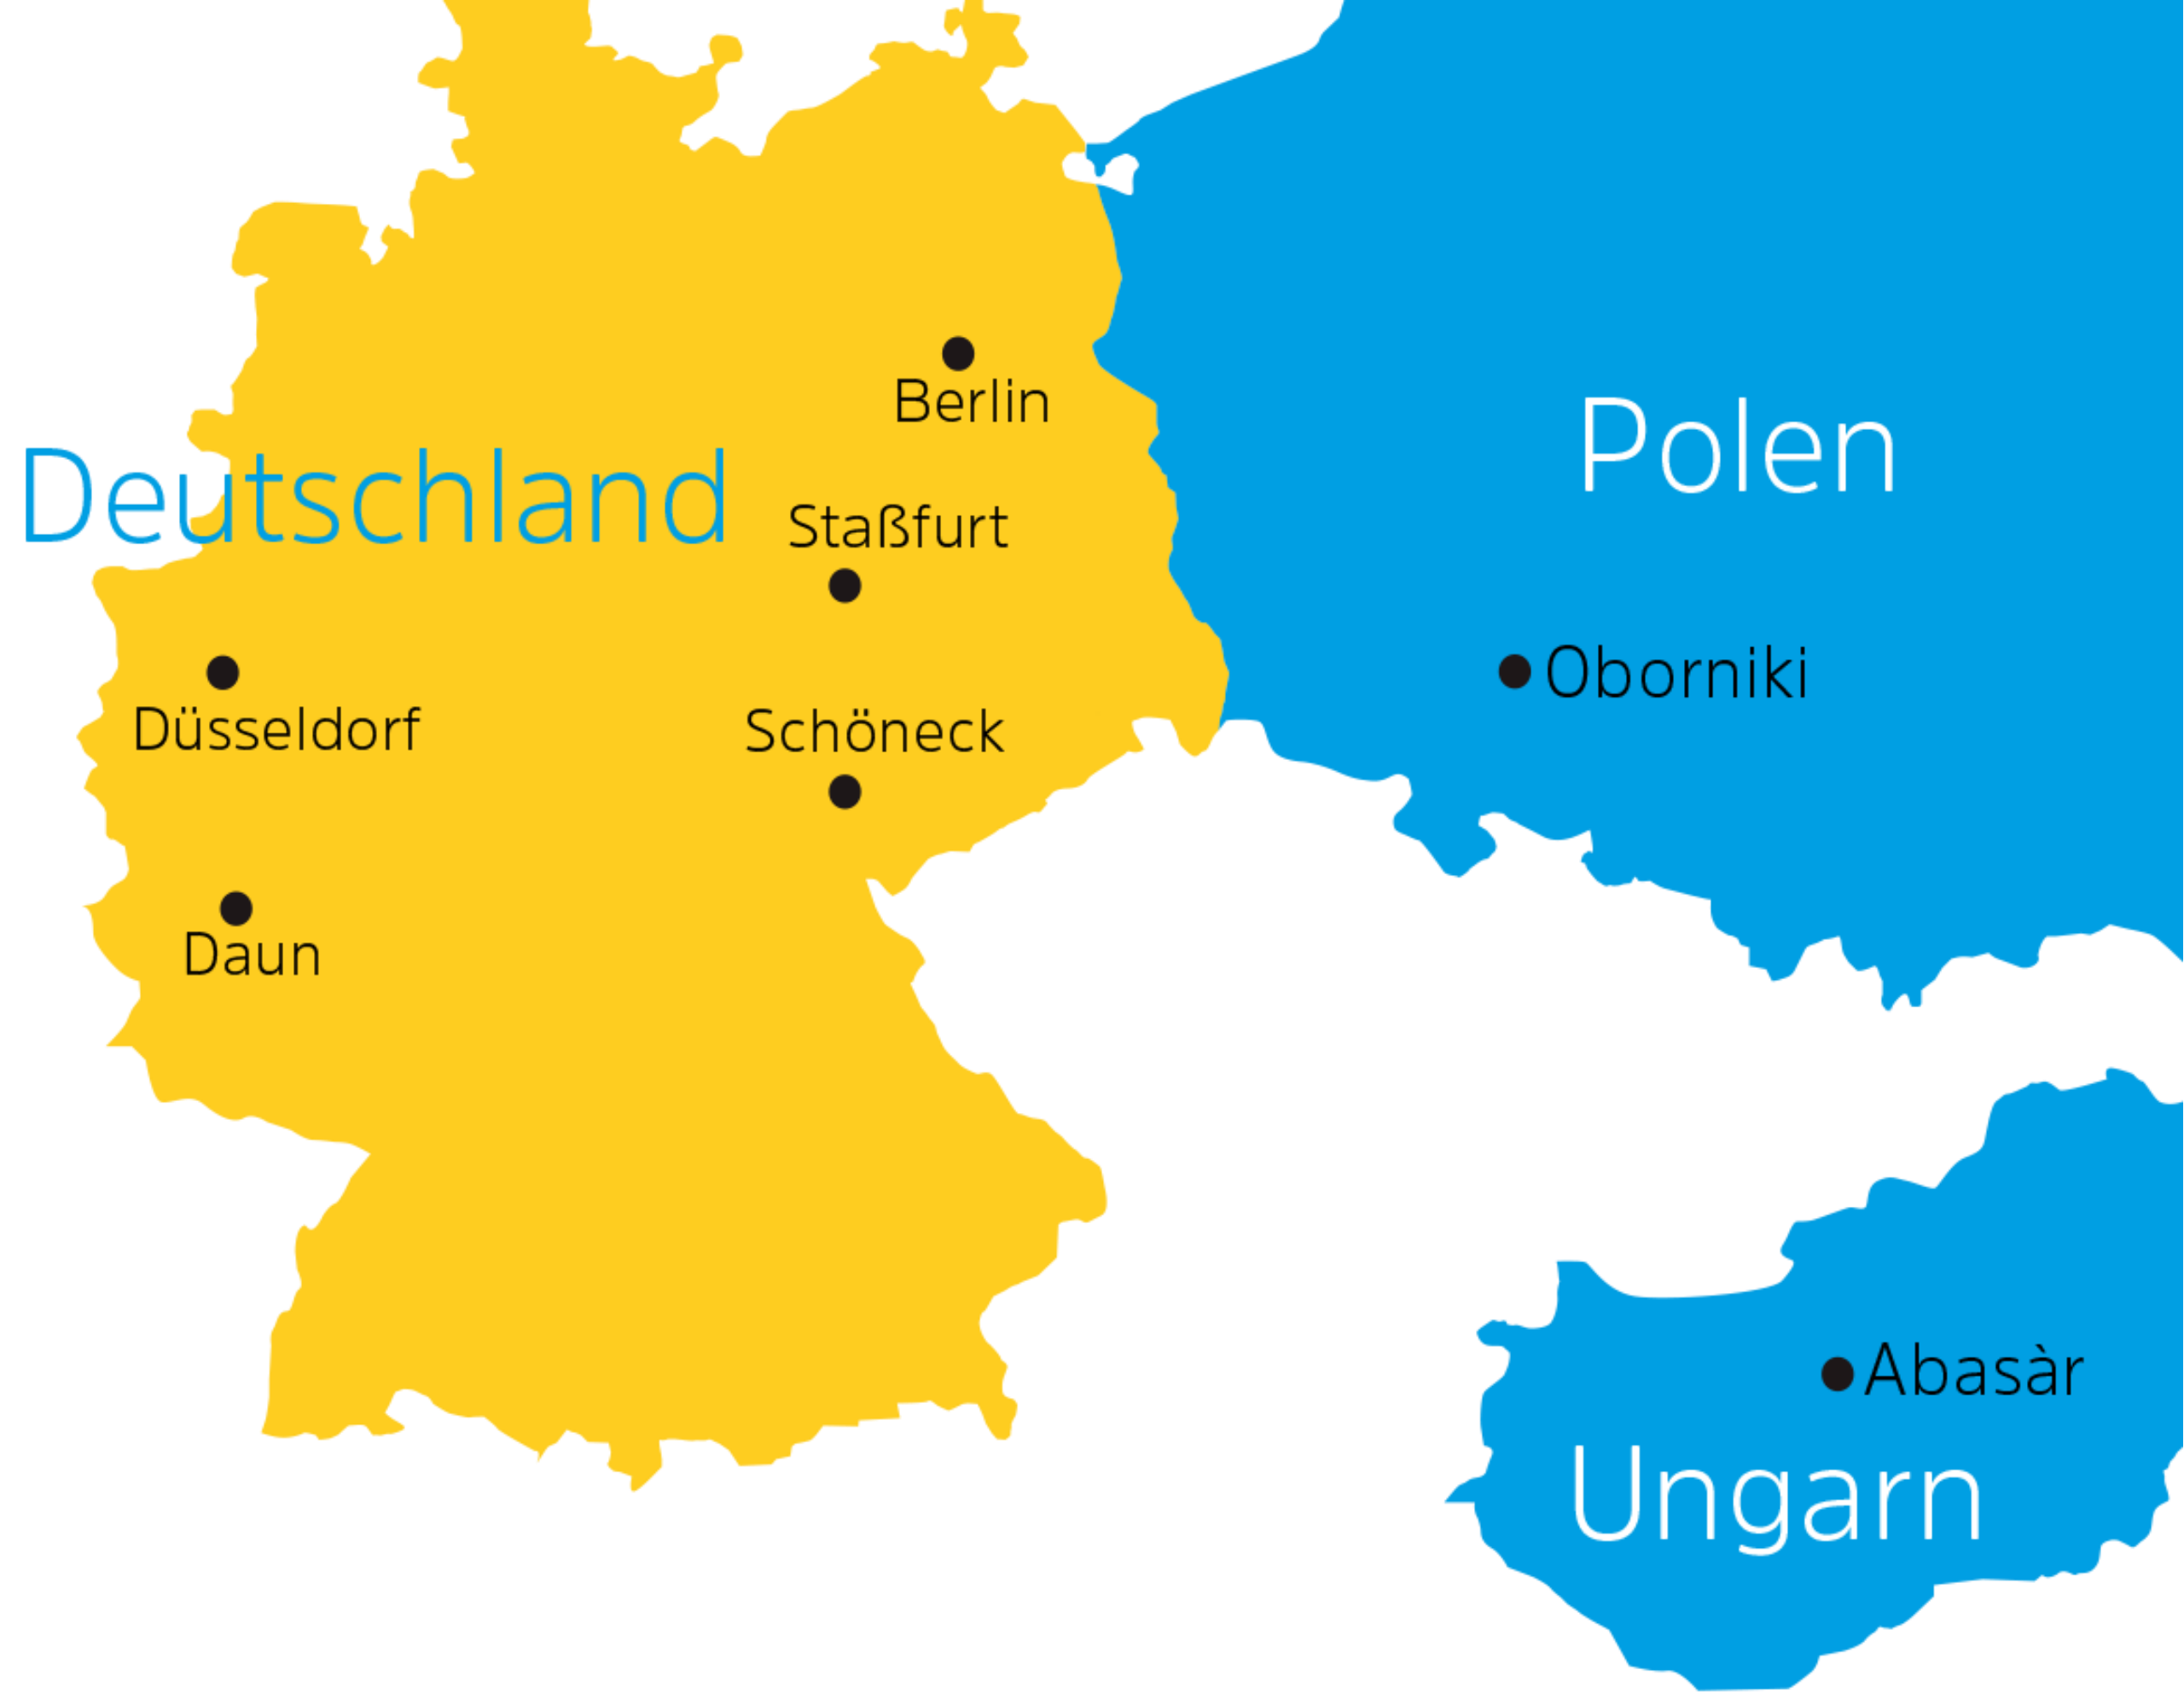 Berlin
Polen
Deutschland
Staßfurt
Oborniki
Düsseldorf
Schöneck
Daun
Abasàr
Ungarn